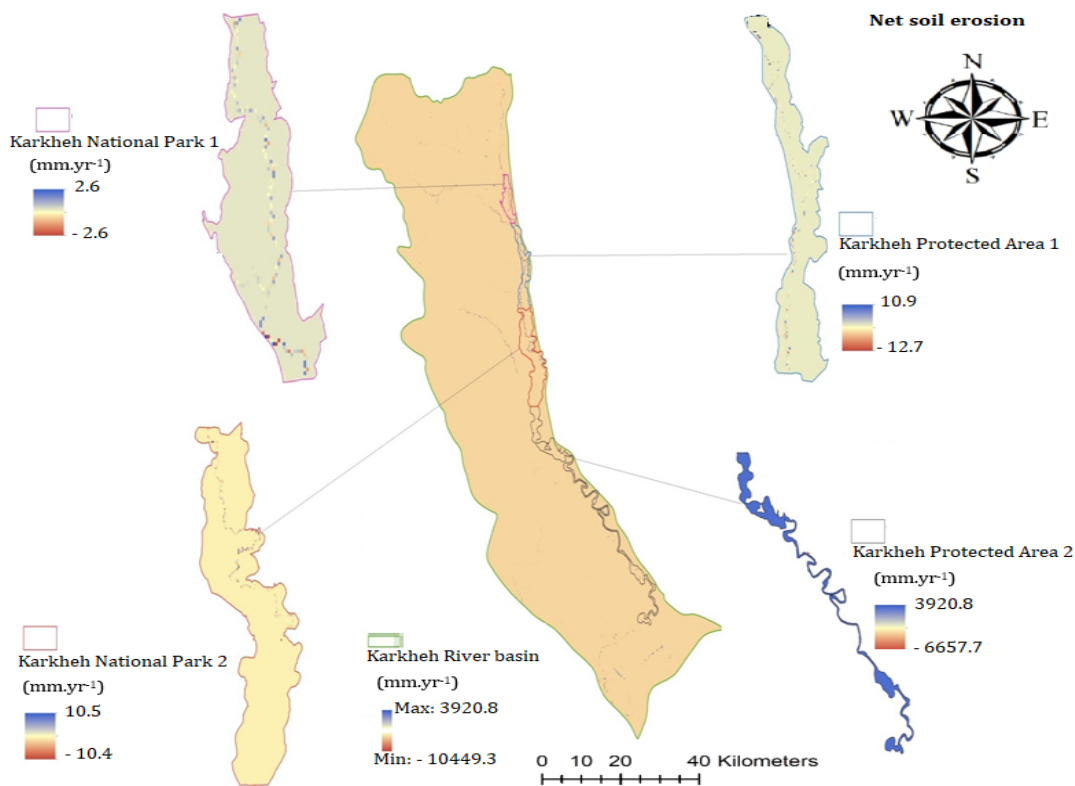 Net soil erosion
N
W
E
S
Karkheh National Park 1
(mm.yr-1)
2.6
- 2.6
Karkheh Protected Area 1
(mm.yr-1)
10.9
- 12.7
Karkheh National Park 2
(mm.yr-1)
10.5
- 10.4
Karkheh River basin
(mm.yr-1)
Max: 3920.8
Min: - 10449.3
Karkheh Protected Area 2
(mm.yr-1)
3920.8
- 6657.7
0 10 20 40 Kilometers